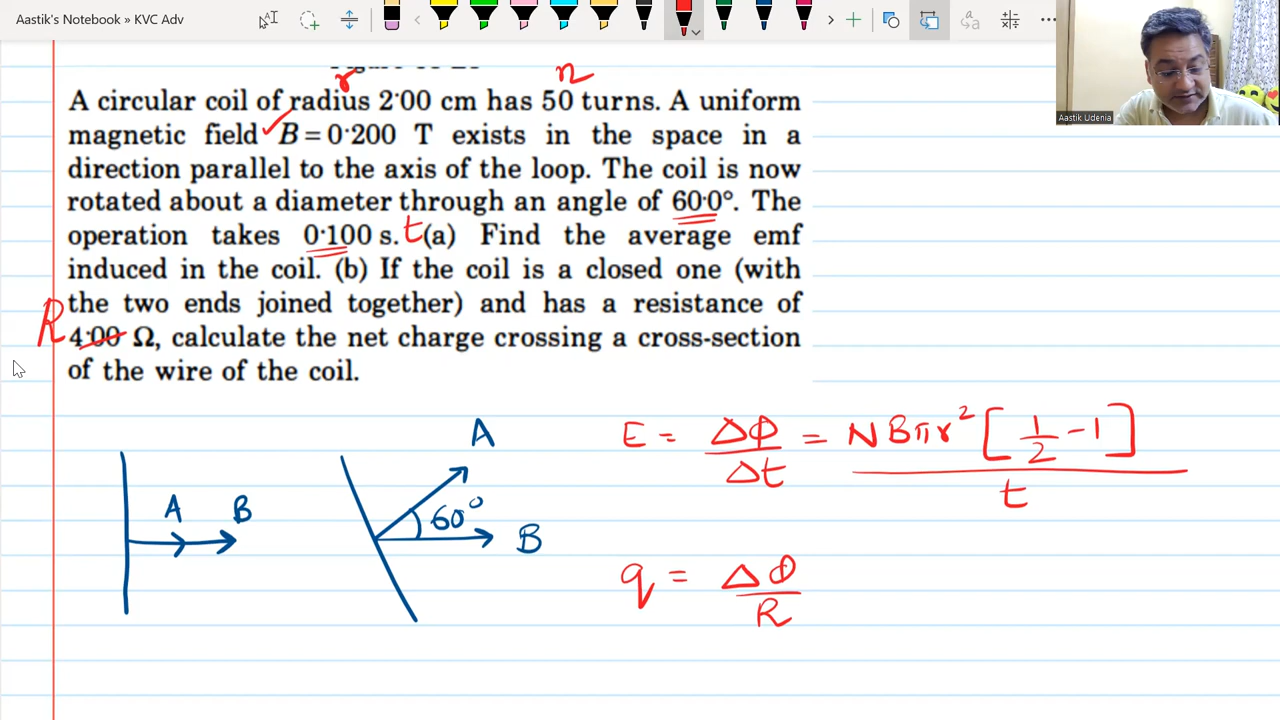 Aastik's Notebook » KVC Adv
Aastik Udenia
r
n
A circular coil of radius 2·00 cm has 50 turns. A uniform
magnetic field B = 0·200 T exists in the space in a
direction parallel to the axis of the loop. The coil is now
rotated about a diameter through an angle of 60·0°. The
operation takes 0·100 s. t (a) Find the average emf
induced in the coil. (b) If the coil is a closed one (with
the two ends joined together) and has a resistance of
R 4·00 Ω, calculate the net charge crossing a cross-section
of the wire of the coil.
E = ΔΦ/Δt = NBπr² [1/2 - 1] / t
A B
A
60°
B
q = ΔΦ/R